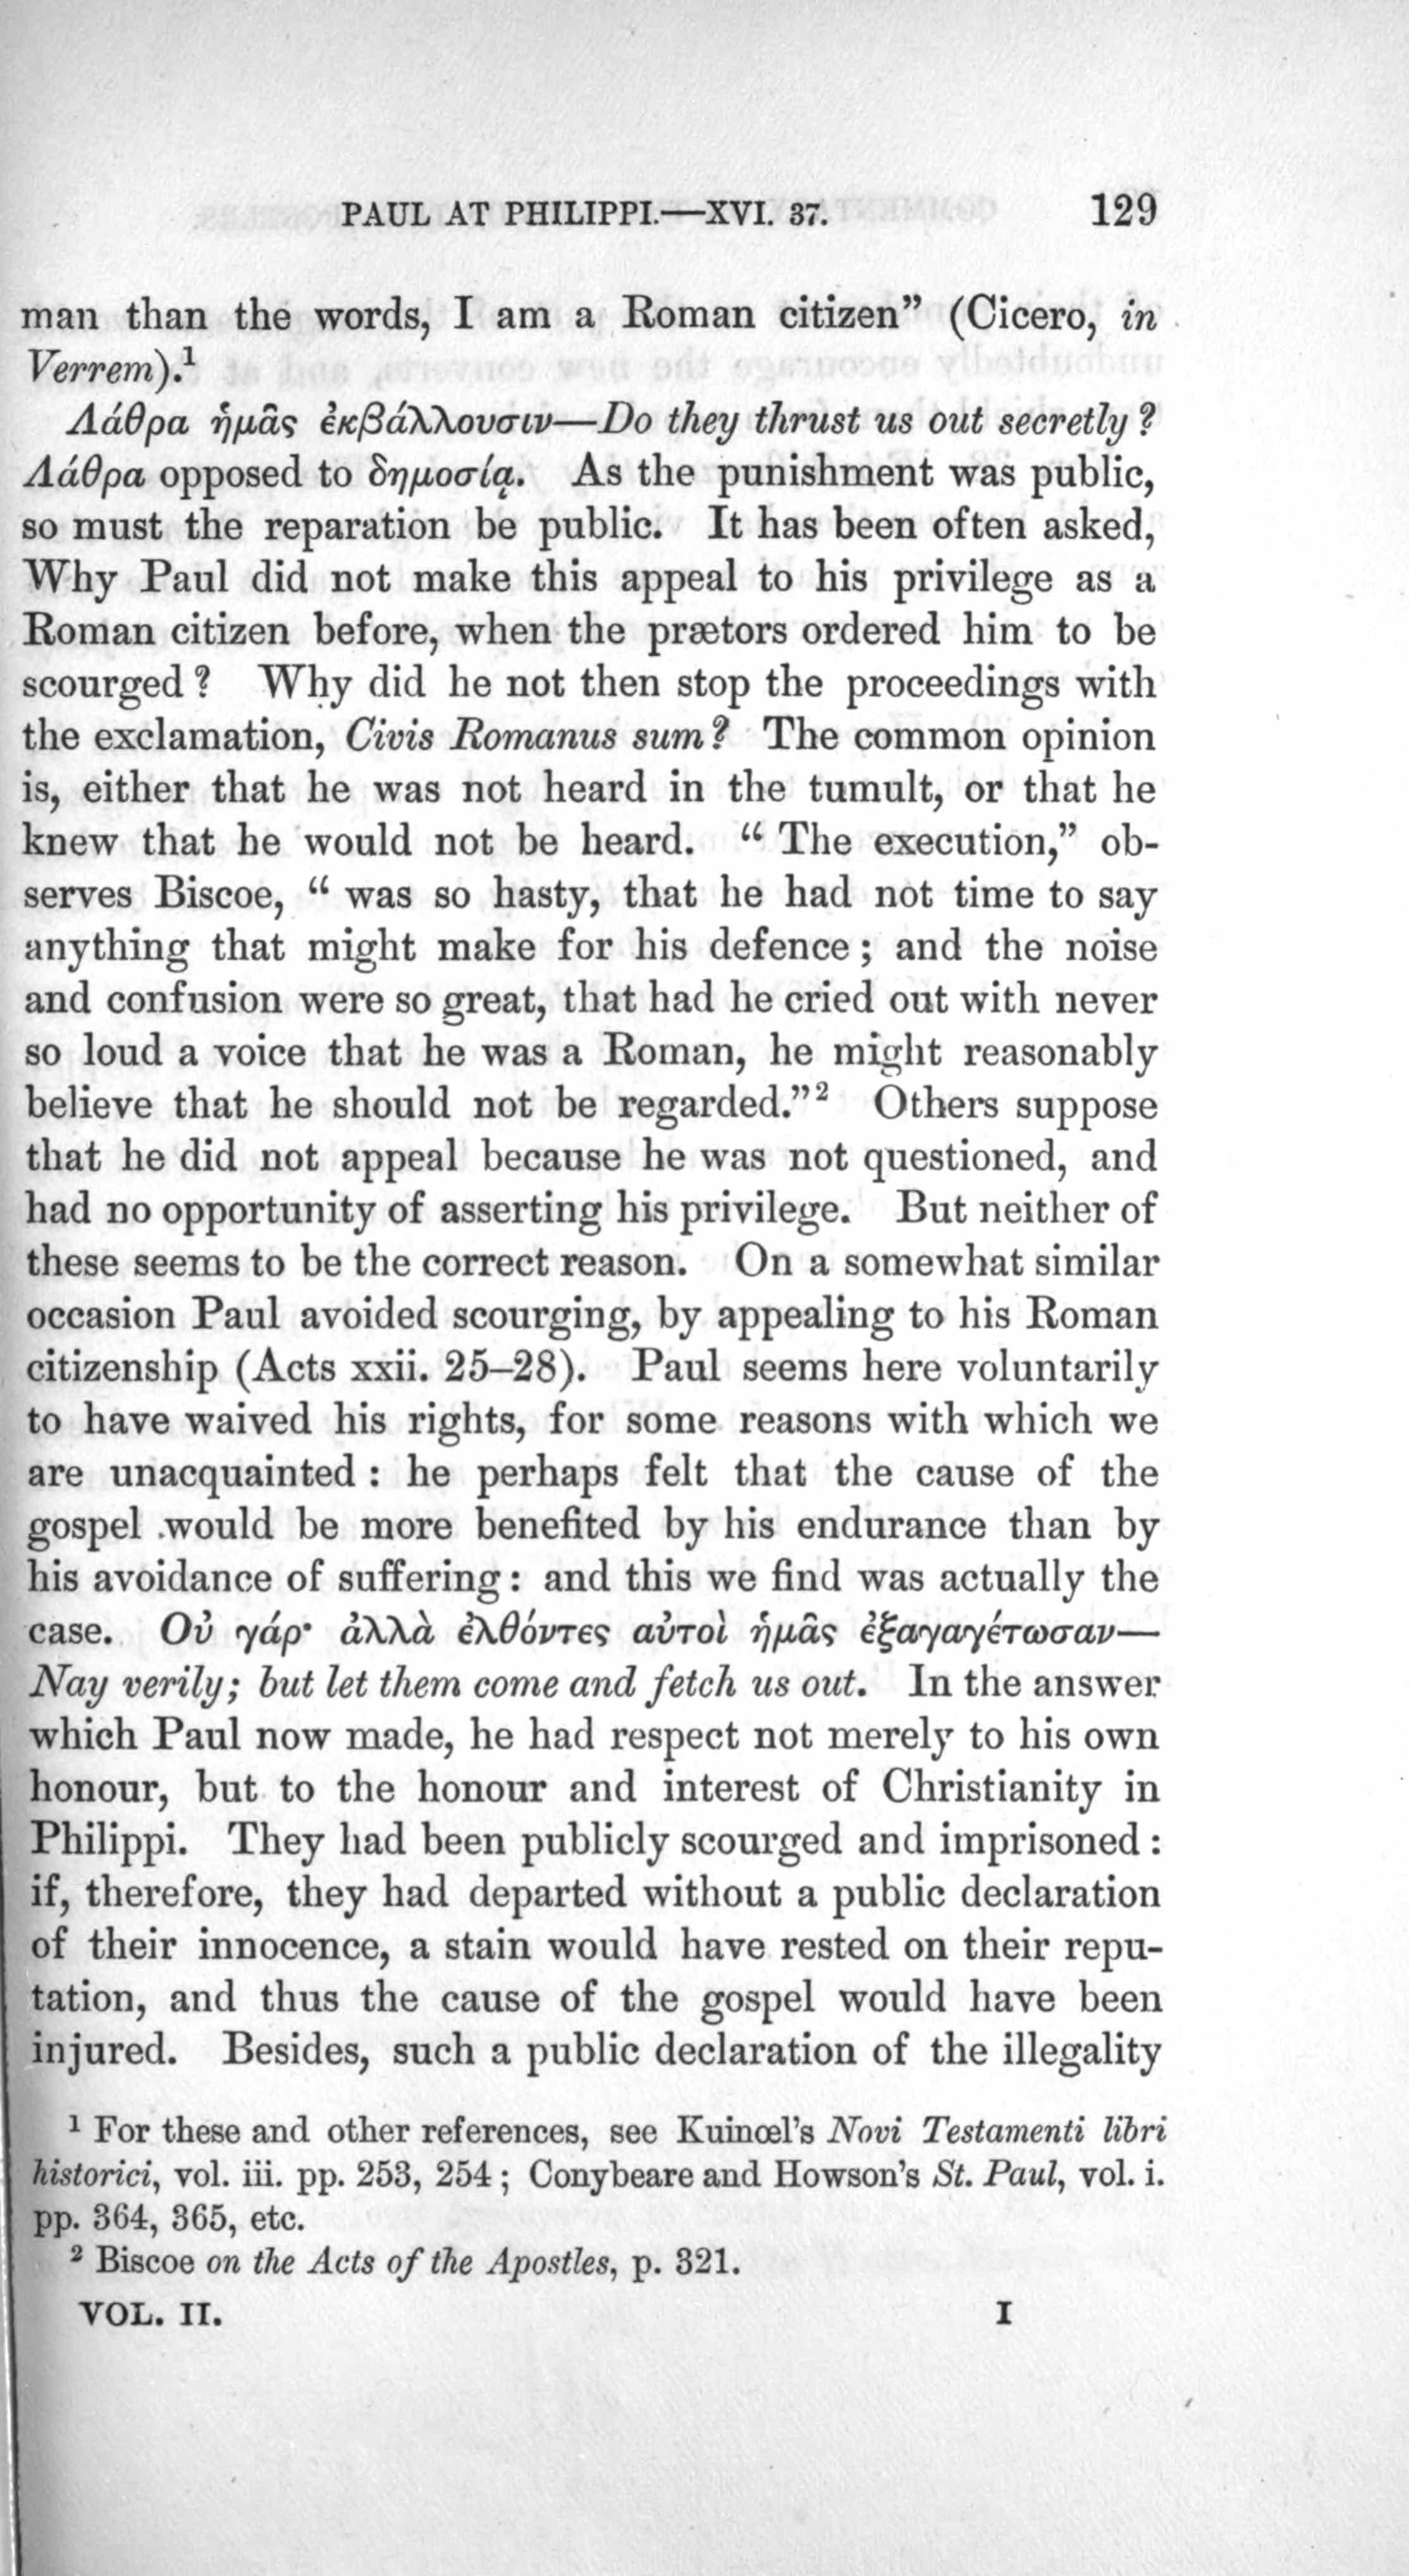 PAUL AT PHILIPPI.—XVI. 37. 129
man than the words, I am a Roman citizen” (Cicero, in
Verrem).¹
Λάθρα ἡμᾶς ἐκβάλλουσιν—Do they thrust us out secretly?
Λάθρα opposed to δημοσίᾳ. As the punishment was public,
so must the reparation be public. It has been often asked,
Why Paul did not make this appeal to his privilege as a
Roman citizen before, when the prætors ordered him to be
scourged? Why did he not then stop the proceedings with
the exclamation, Civis Romanus sum? The common opinion
is, either that he was not heard in the tumult, or that he
knew that he would not be heard. “The execution,” ob-
serves Biscoe, “was so hasty, that he had not time to say
anything that might make for his defence; and the noise
and confusion were so great, that had he cried out with never
so loud a voice that he was a Roman, he might reasonably
believe that he should not be regarded.”² Others suppose
that he did not appeal because he was not questioned, and
had no opportunity of asserting his privilege. But neither of
these seems to be the correct reason. On a somewhat similar
occasion Paul avoided scourging, by appealing to his Roman
citizenship (Acts xxii. 25–28). Paul seems here voluntarily
to have waived his rights, for some reasons with which we
are unacquainted: he perhaps felt that the cause of the
gospel would be more benefited by his endurance than by
his avoidance of suffering: and this we find was actually the
case. Οὐ γάρ· ἀλλὰ ἐλθόντες αὐτοὶ ἡμᾶς ἐξαγαγέτωσαν—
Nay verily; but let them come and fetch us out. In the answer
which Paul now made, he had respect not merely to his own
honour, but to the honour and interest of Christianity in
Philippi. They had been publicly scourged and imprisoned:
if, therefore, they had departed without a public declaration
of their innocence, a stain would have rested on their repu-
tation, and thus the cause of the gospel would have been
injured. Besides, such a public declaration of the illegality
¹ For these and other references, see Kuinœl’s Novi Testamenti libri
historici, vol. iii. pp. 253, 254; Conybeare and Howson’s St. Paul, vol. i.
pp. 364, 365, etc.
² Biscoe on the Acts of the Apostles, p. 321.
VOL. II. I